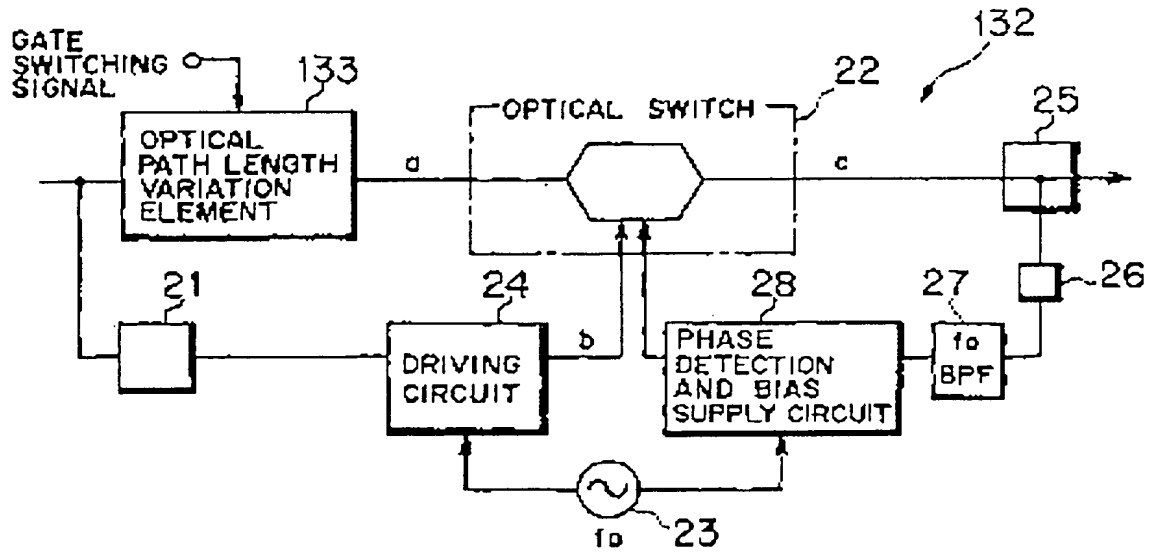 GATE
SWITCHING
SIGNAL
133
OPTICAL
PATH LENGTH
VARIATION
ELEMENT
a
OPTICAL SWITCH
22
132
c
25
21
24
DRIVING
CIRCUIT
b
28
PHASE
DETECTION
AND BIAS
SUPPLY CIRCUIT
27
fo
BPF
26
23
fo